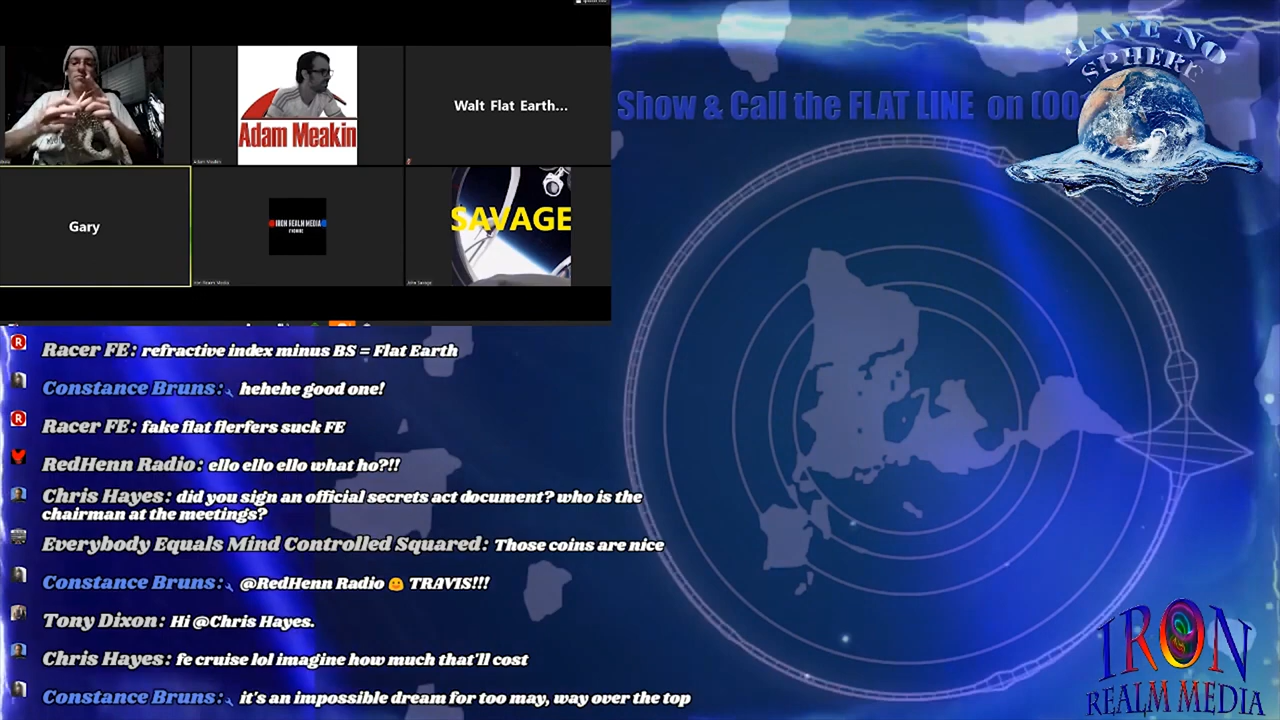 Show & Call the FLAT LINE on (00
HAVE NO
SPHERE
Adam Meakin
Walt Flat Earth...
Gary
IRON REALM MEDIA
SAVAGE
Racer FE: refractive index minus BS = Flat Earth
Constance Bruns: hehehe good one!
Racer FE: fake flat flerfers suck FE
RedHenn Radio: ello ello ello what ho?!!
Chris Hayes: did you sign an official secrets act document? who is the
chairman at the meetings?
Everybody Equals Mind Controlled Squared: Those coins are nice
Constance Bruns: @RedHenn Radio 🙂 TRAVIS!!!
Tony Dixon: Hi @Chris Hayes.
Chris Hayes: fe cruise lol imagine how much that'll cost
Constance Bruns: it's an impossible dream for too may, way over the top
IRON
REALM MEDIA